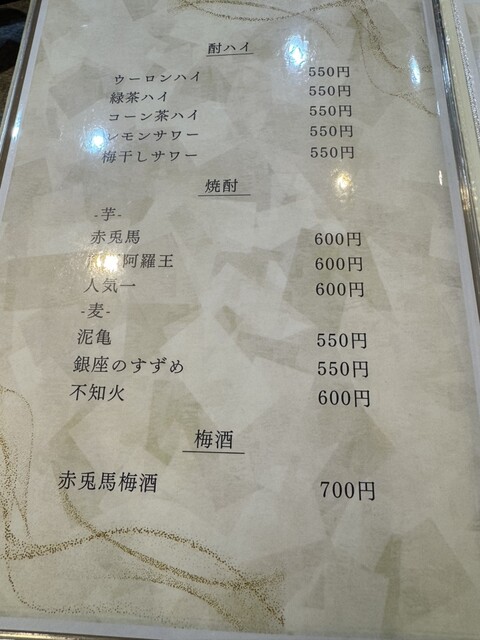 酎ハイ
ウーロンハイ 550円
緑茶ハイ 550円
コーン茶ハイ 550円
レモンサワー 550円
梅干しサワー 550円
焼酎
-芋-
赤兎馬 600円
阿羅王 600円
人気一 600円
-麦-
泥亀 550円
銀座のすずめ 550円
不知火 600円
梅酒
赤兎馬梅酒 700円